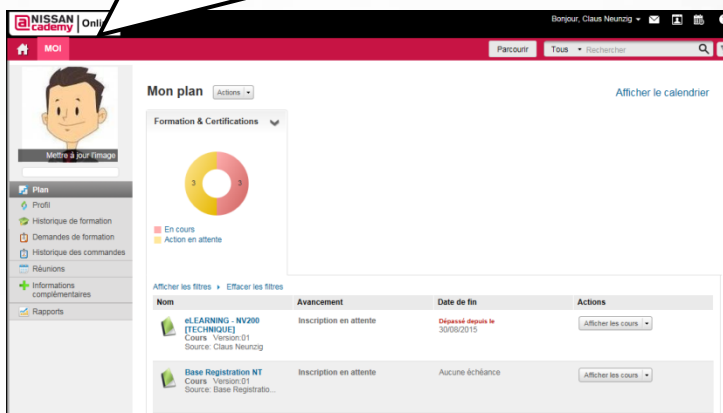 NISSAN
academy Onli
Bonjour, Claus Neunzig
MOI
Parcourir Tous Rechercher
Mon plan Actions Afficher le calendrier
Formation & Certifications
3 3
En cours
Action en attente
Mettre à jour l'image
Plan
Profil
Historique de formation
Demandes de formation
Historique des commandes
Réunions
Informations
complémentaires
Rapports
Afficher les filtres Effacer les filtres
Nom Avancement Date de fin Actions
eLEARNING - NV200
[TECHNIQUE]
Cours Version:01
Source: Claus Neunzig
Inscription en attente
Dépassé depuis le
30/08/2015
Afficher les cours
Base Registration NT
Cours Version:01
Source: Base Registratio...
Inscription en attente
Aucune échéance
Afficher les cours